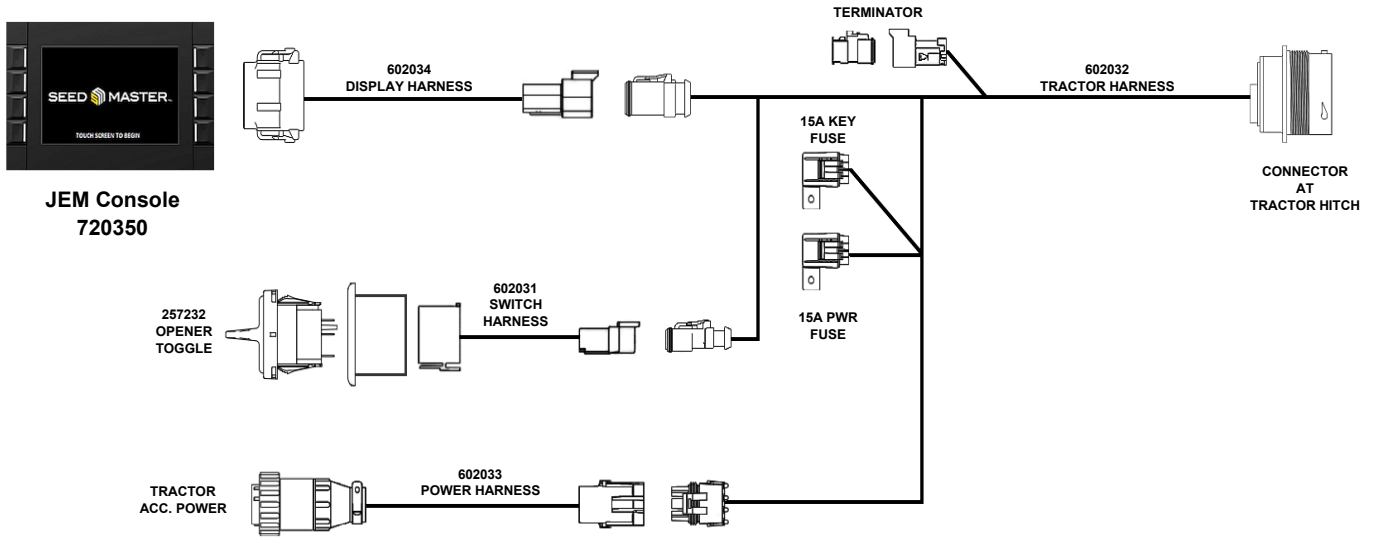 TERMINATOR
602034
DISPLAY HARNESS
602032
TRACTOR HARNESS
SEED MASTER™
TOUCH SCREEN TO BEGIN
15A KEY
FUSE
CONNECTOR
AT
TRACTOR HITCH
JEM Console
720350
602031
SWITCH
HARNESS
257232
OPENER
TOGGLE
15A PWR
FUSE
602033
POWER HARNESS
TRACTOR
ACC. POWER